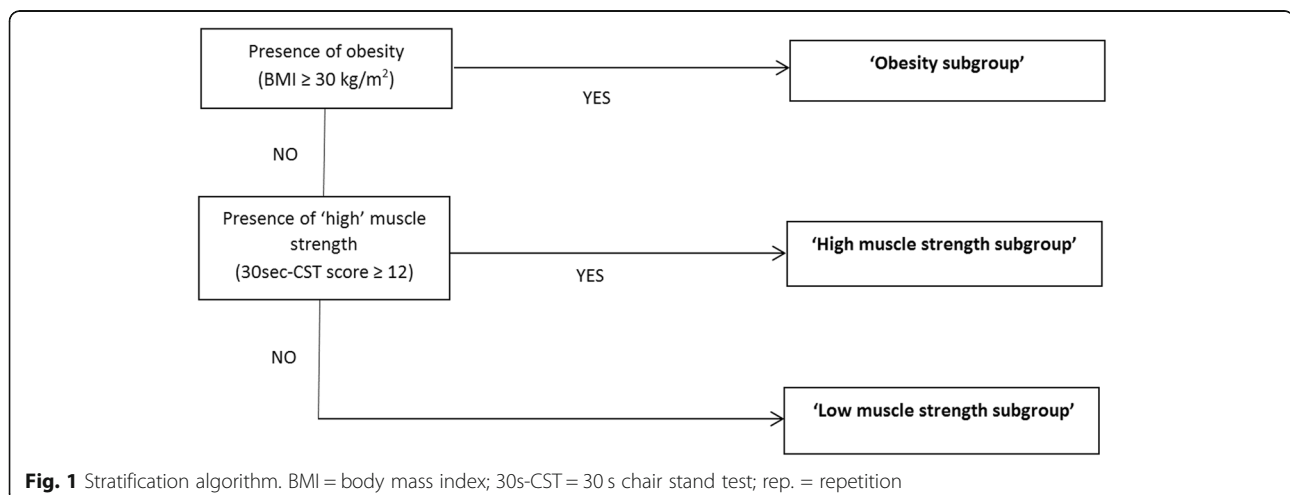 Presence of obesity
(BMI ≥ 30 kg/m²)
‘Obesity subgroup’
YES
NO
Presence of ‘high’ muscle
strength
(30sec-CST score ≥ 12)
‘High muscle strength subgroup’
YES
NO
‘Low muscle strength subgroup’
Fig. 1 Stratification algorithm. BMI = body mass index; 30s-CST = 30 s chair stand test; rep. = repetition